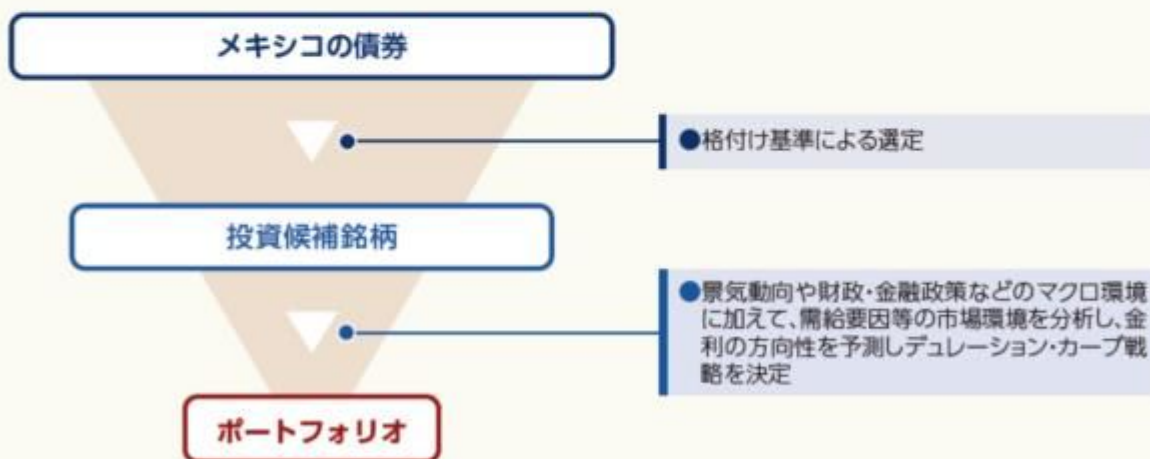 メキシコの債券
●格付け基準による選定
投資候補銘柄
●景気動向や財政・金融政策などのマクロ環境
に加えて、需給要因等の市場環境を分析し、金
利の方向性を予測しデュレーション・カーブ戦
略を決定
ポートフォリオ